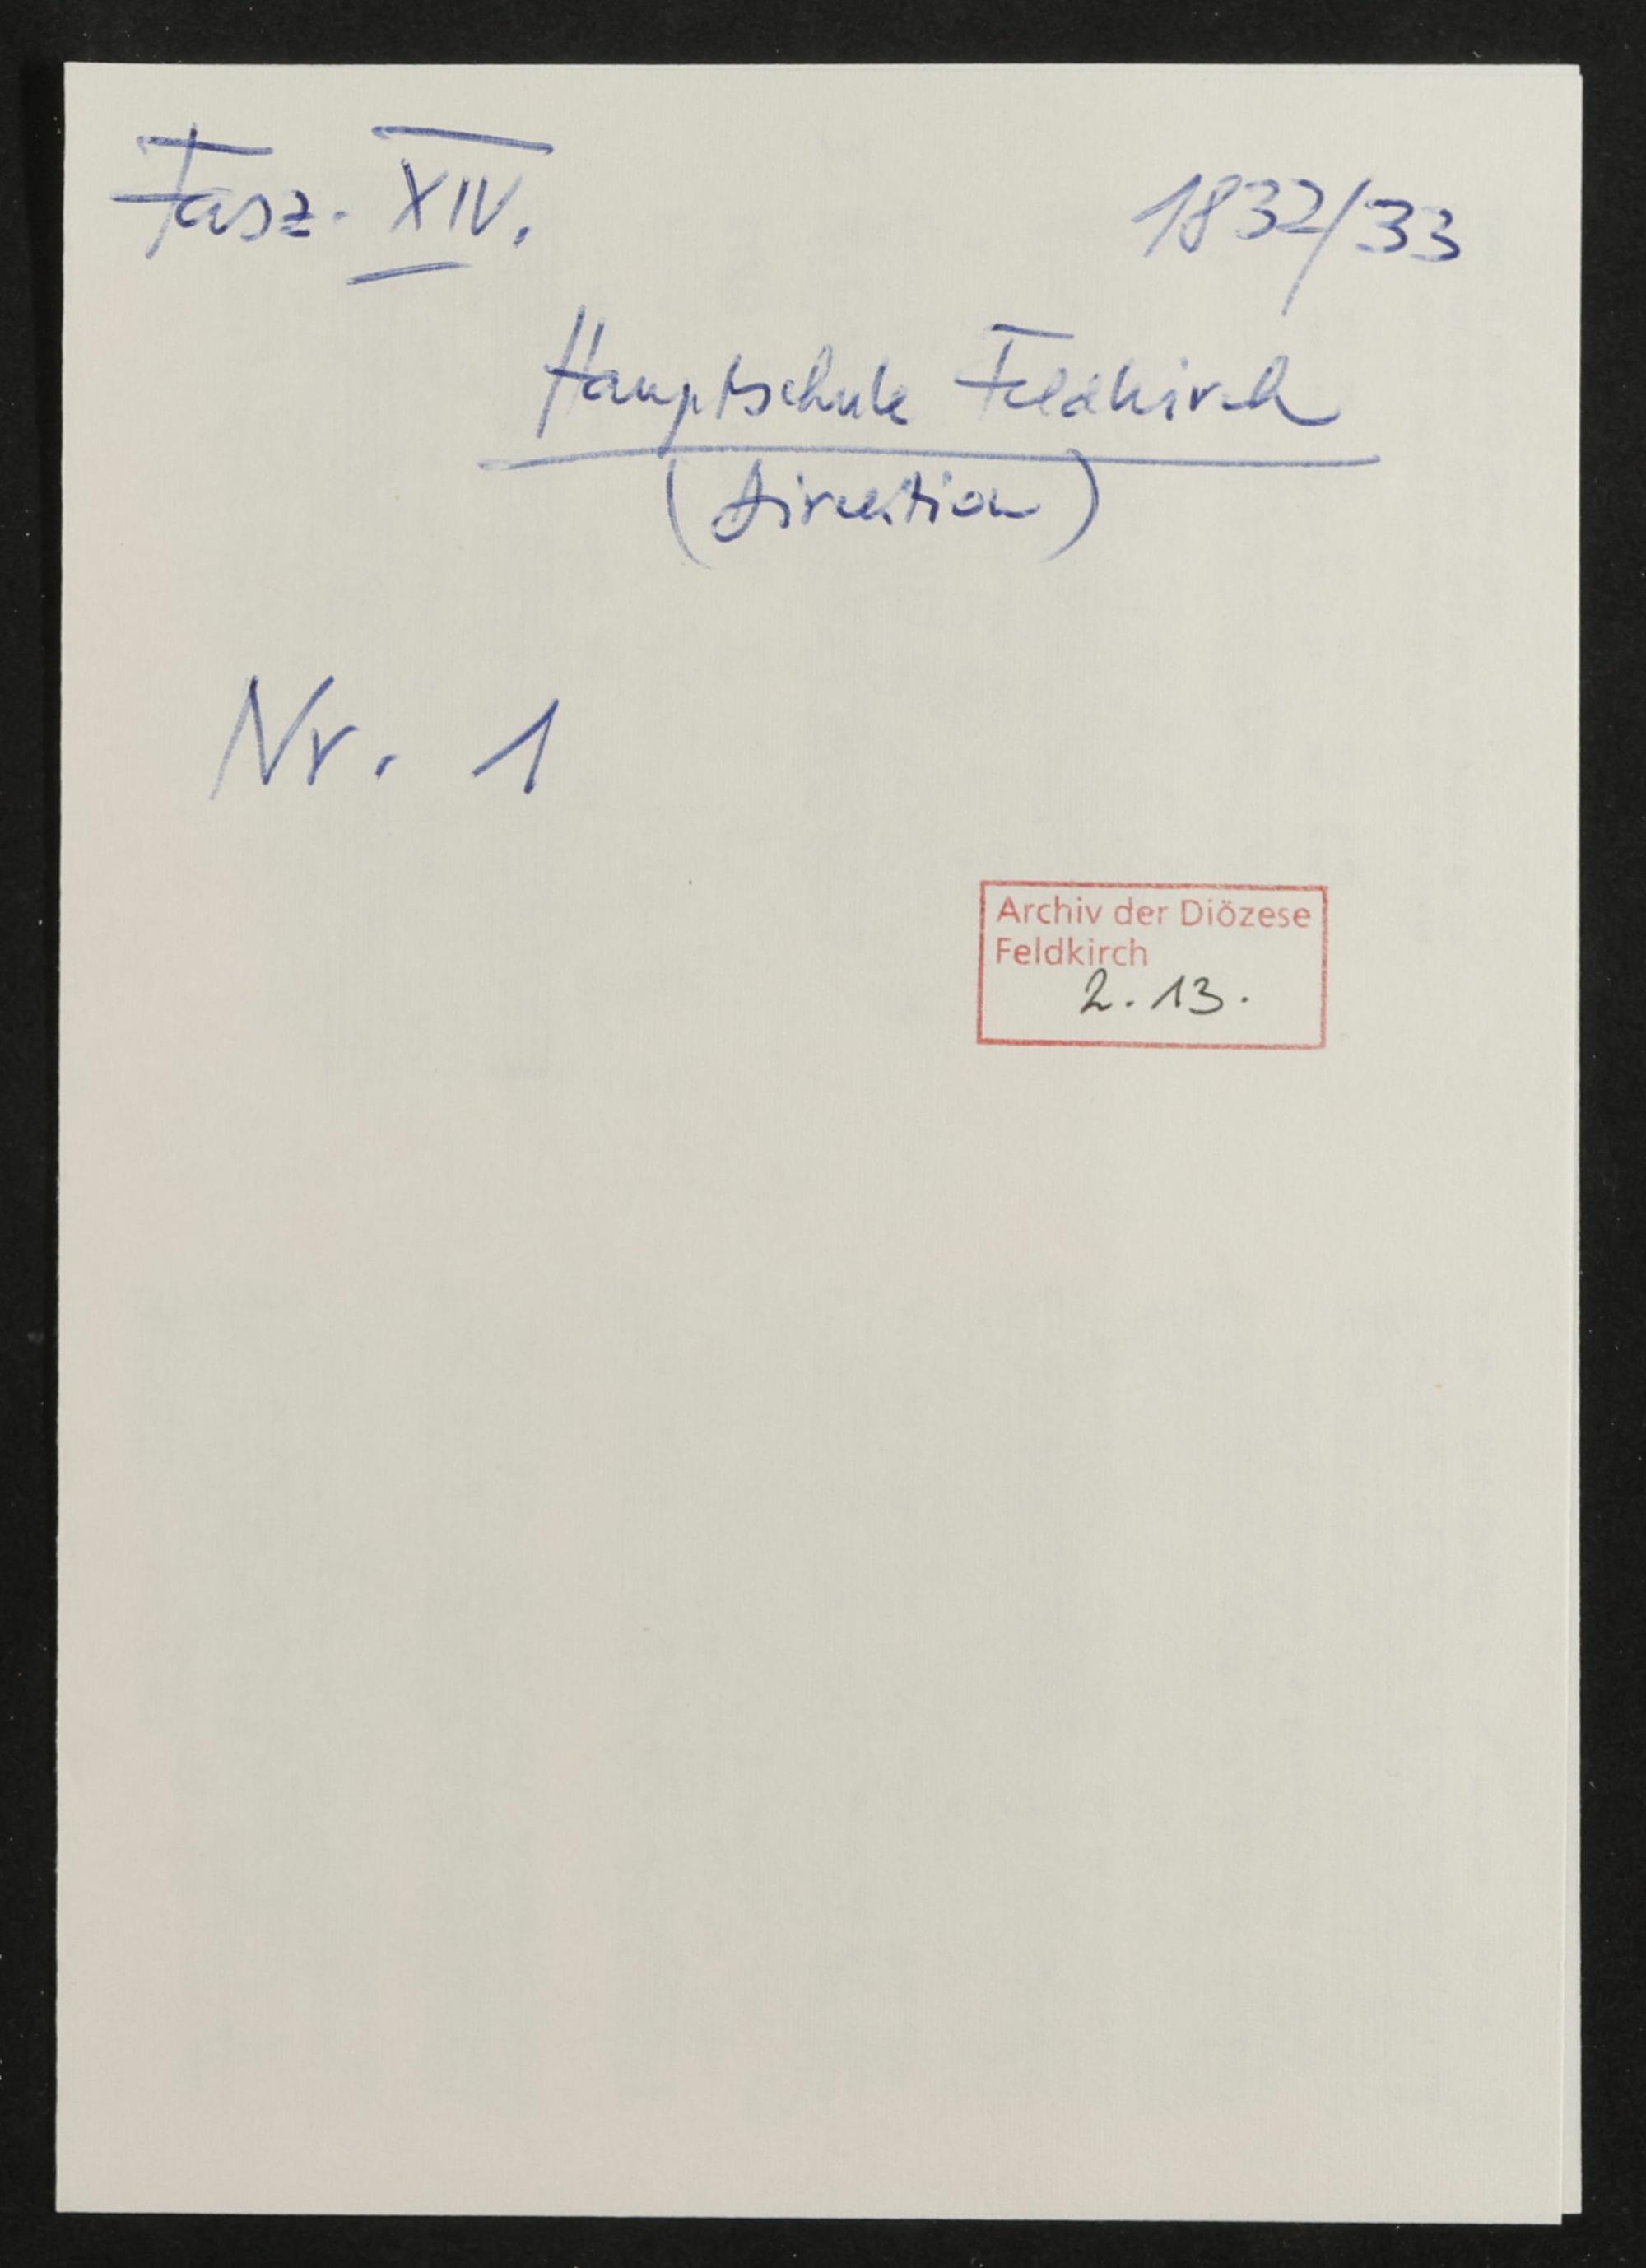 Fasz. XIV.
1832/33
Hauptschule Feldkirch
(Direction)
Nr. 1
Archiv der Diözese
Feldkirch
2. 13.